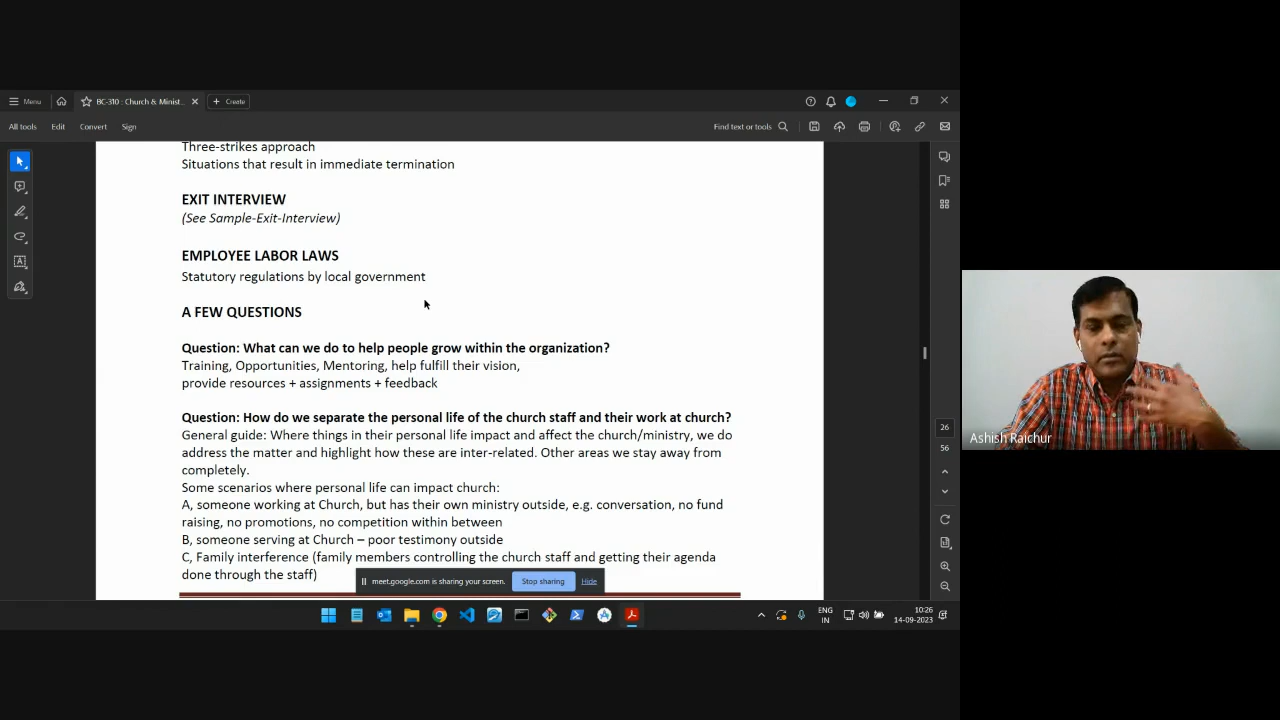 Menu
BC-310 : Church & Minist...
Create
All tools
Edit
Convert
Sign
Find text or tools
Three-strikes approach
Situations that result in immediate termination
EXIT INTERVIEW
(See Sample-Exit-Interview)
EMPLOYEE LABOR LAWS
Statutory regulations by local government
A FEW QUESTIONS
Question: What can we do to help people grow within the organization?
Training, Opportunities, Mentoring, help fulfill their vision,
provide resources + assignments + feedback
Question: How do we separate the personal life of the church staff and their work at church?
General guide: Where things in their personal life impact and affect the church/ministry, we do
address the matter and highlight how these are inter-related. Other areas we stay away from
completely.
Some scenarios where personal life can impact church:
A, someone working at Church, but has their own ministry outside, e.g. conversation, no fund
raising, no promotions, no competition within between
B, someone serving at Church – poor testimony outside
C, Family interference (family members controlling the church staff and getting their agenda
done through the staff)
meet.google.com is sharing your screen.
Stop sharing
Hide
26
56
ENG
IN
10:26
14-09-2023
Ashish Raichur